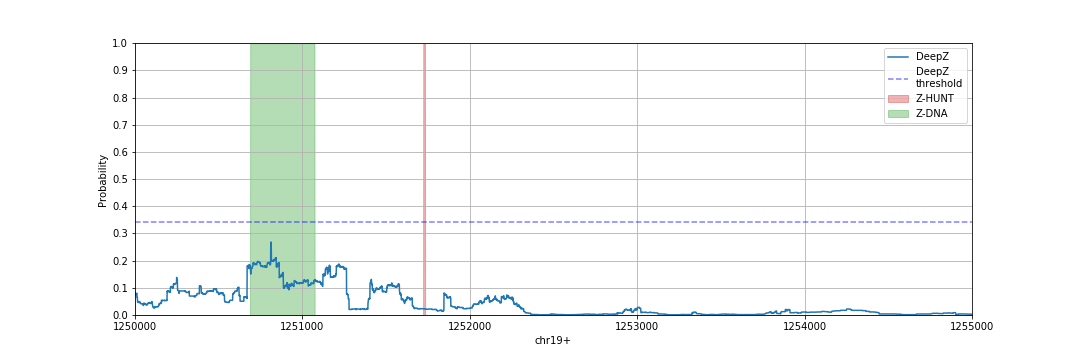 1.0
0.9
0.8
0.7
0.6
0.5
0.4
0.3
0.2
0.1
0.0
Probability
1250000
1251000
1252000
1253000
1254000
1255000
chr19+
DeepZ
DeepZ
threshold
Z-HUNT
Z-DNA